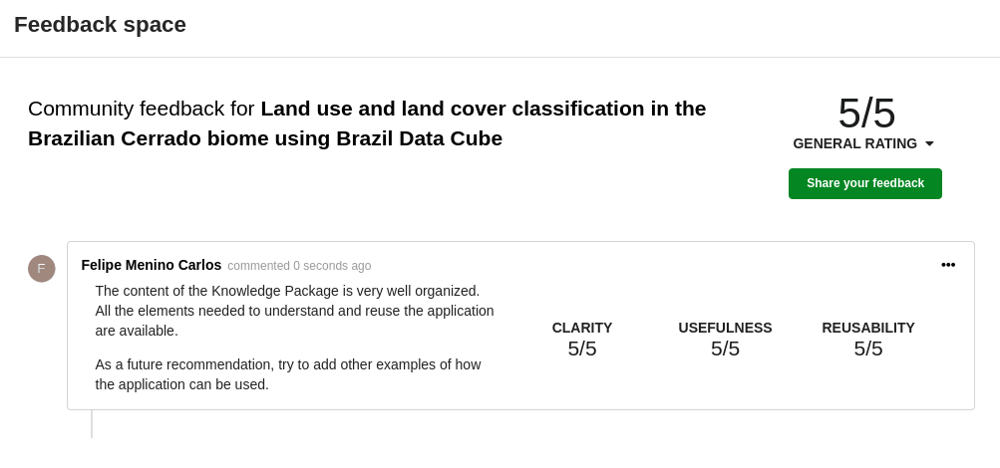 Feedback space
Community feedback for Land use and land cover classification in the
Brazilian Cerrado biome using Brazil Data Cube
5/5
GENERAL RATING
Share your feedback
F
Felipe Menino Carlos commented 0 seconds ago
The content of the Knowledge Package is very well organized.
All the elements needed to understand and reuse the application
are available.
As a future recommendation, try to add other examples of how
the application can be used.
CLARITY USEFULNESS REUSABILITY
5/5 5/5 5/5